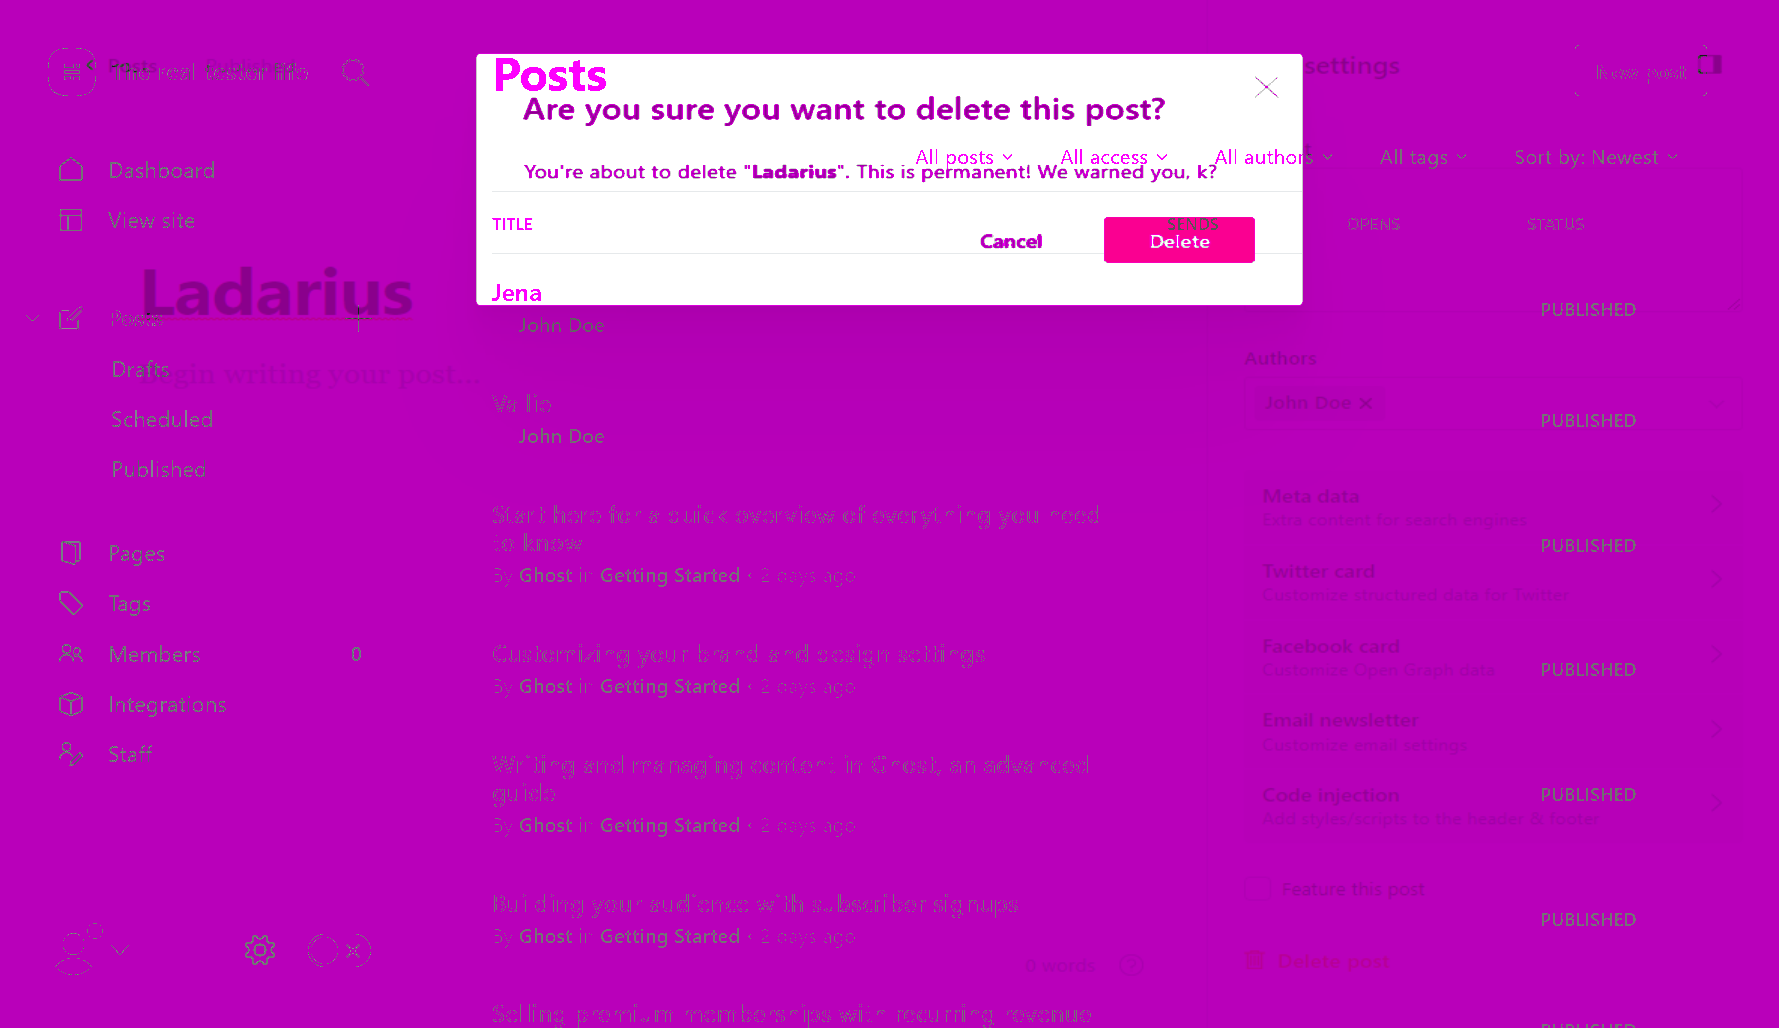 Posts
The real tester life
settings
New post
Posts
Are you sure you want to delete this post?
You're about to delete "Ladarius". This is permanent! We warned you, k?
Cancel
Delete
All posts
All access
All authors
All tags
Sort by: Newest
TITLE
SENDS
OPENS
STATUS
Dashboard
View site
Ladarius
Posts
Begin writing your post...
Drafts
Scheduled
Published
Pages
Tags
Members
0
Integrations
Staff
Jena
John Doe
PUBLISHED
John Doe
PUBLISHED
Start here for a quick overview of everything you need
to know
By Ghost in Getting Started • 2 days ago
PUBLISHED
Customizing your brand and design settings
By Ghost in Getting Started • 2 days ago
PUBLISHED
Writing and managing content in Ghost, an advanced
guide
By Ghost in Getting Started • 2 days ago
PUBLISHED
Building your audience with subscriber signups
By Ghost in Getting Started • 2 days ago
PUBLISHED
Selling premium memberships with recurring revenue
PUBLISHED
Authors
John Doe
Meta data
Extra content for search engines
Twitter card
Customize structured data for Twitter
Facebook card
Customize Open Graph data
Email newsletter
Customize email settings
Code injection
Add styles/scripts to the header & footer
Feature this post
Delete post
0 words